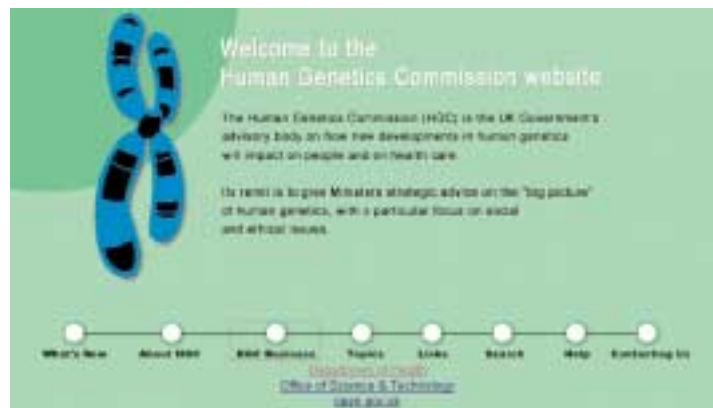 Welcome to the
Human Genetics Commission website
The Human Genetics Commission (HGC) is the UK Government's
advisory body on how new developments in human genetics
will impact on people and on health care.
Its remit is to give Ministers strategic advice on the "big picture"
of human genetics, with a particular focus on social
and ethical issues.
What's New About HGC HGC Business Topics Links Search Help Contacting Us
Department of Health
Office of Science & Technology